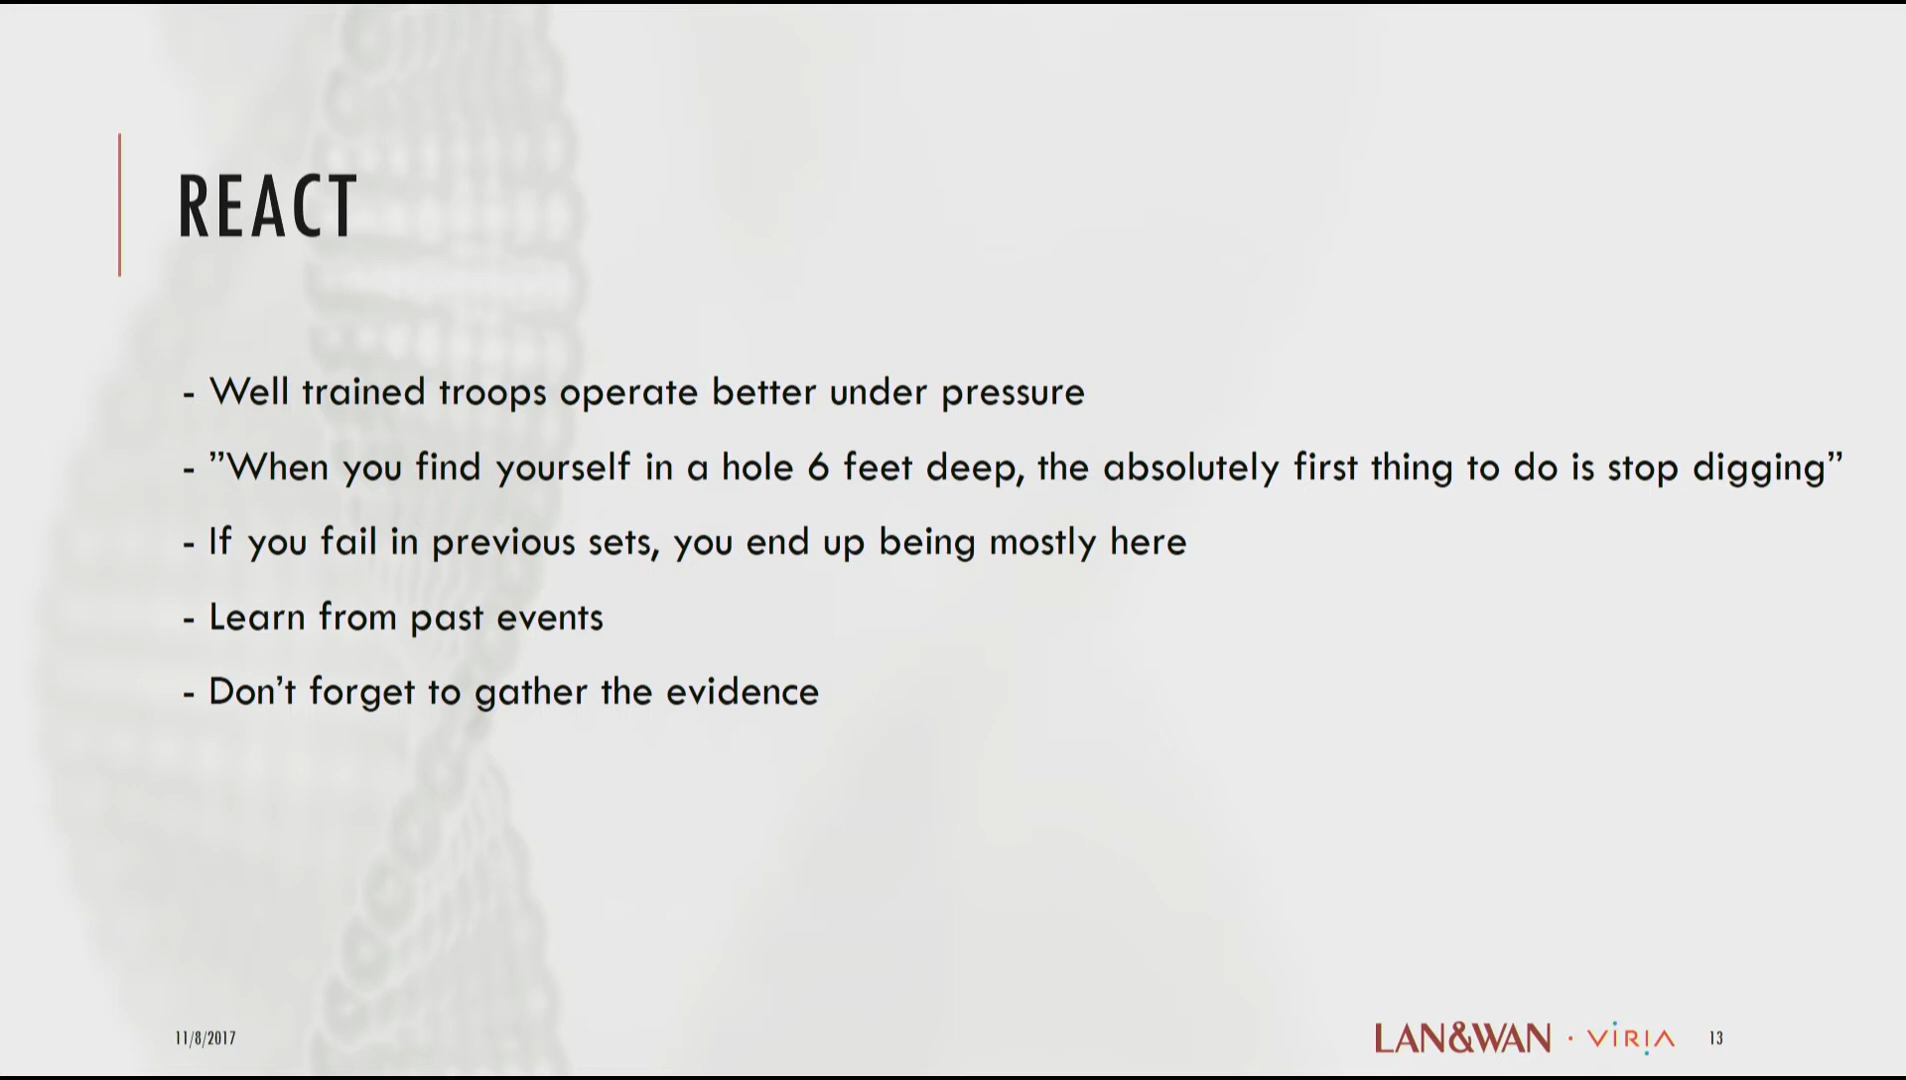 REACT
- Well trained troops operate better under pressure
- ”When you find yourself in a hole 6 feet deep, the absolutely first thing to do is stop digging”
- If you fail in previous sets, you end up being mostly here
- Learn from past events
- Don’t forget to gather the evidence
11/8/2017
LAN&WAN · VIRIA
13